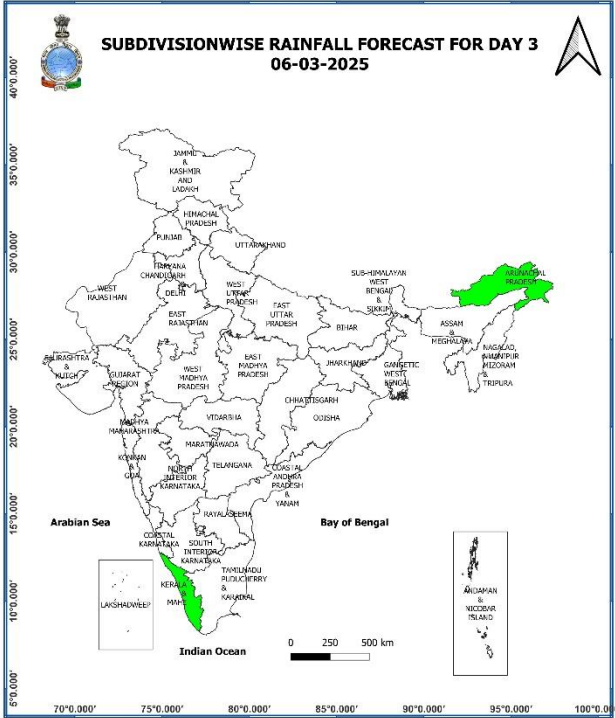 SUBDIVISIONWISE RAINFALL FORECAST FOR DAY 3
06-03-2025
40°0.000'
35°0.000'
30°0.000'
25°0.000'
20°0.000'
15°0.000'
10°0.000'
5°0.000'
JAMMU
&
KASHMIR
AND
LADAKH
HIMACHAL
PRADESH
PUNJAB
UTTARAKHAND
HARYANA
CHANDIGARH
&
DELHI
WEST
RAJASTHAN
WEST
UTTAR
PRADESH
EAST
RAJASTHAN
EAST
UTTAR
PRADESH
SUB-HIMALAYAN
WEST
BENGAL
&
SIKKIM
ARUNACHAL
PRADESH
BIHAR
ASSAM
&
MEGHALAYA
NAGALAD,
MANIPUR
MIZORAM
&
TRIPURA
SAURASHTRA
&
KUTCH
GUJARAT
REGION
WEST
MADHYA
PRADESH
EAST
MADHYA
PRADESH
JHARKHAND
GANGETIC
WEST
BENGAL
CHHATTISGARH
ODISHA
VIDARBHA
MADHYA
MAHARASHTRA
MARATHAWADA
KONKAN
&
GOA
NORTH
INTERIOR
KARNATAKA
TELANGANA
COASTAL
ANDHRA
PRADESH
&
YANAM
RAYALASEEMA
Arabian Sea
Bay of Bengal
COASTAL
KARNATAKA
SOUTH
INTERIOR
KARNATAKA
TAMILNADU
PUDUCHERRY
&
KARAIKAL
KERALA
&
MAHE
LAKSHADWEEP
ANDAMAN
&
NICOBAR
ISLAND
Indian Ocean
0 250 500 km
70°0.000' 75°0.000' 80°0.000' 85°0.000' 90°0.000' 95°0.000' 100°0.00